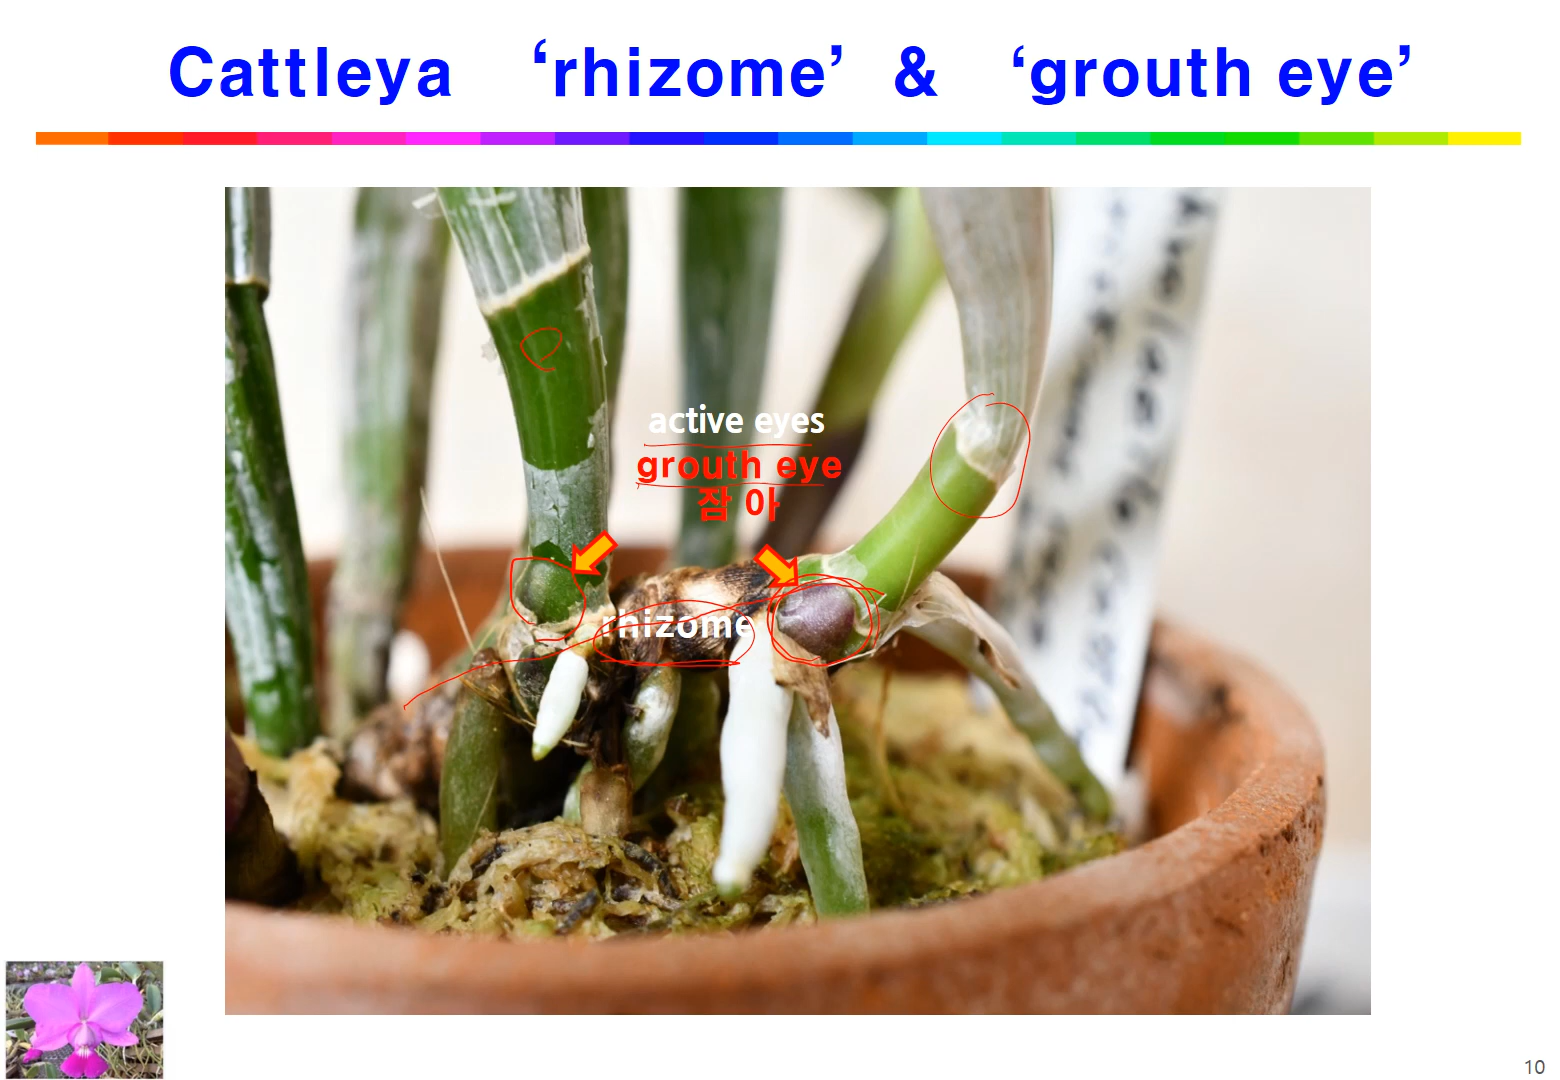 Cattleya ‘rhizome’ & ‘grouth eye’
active eyes
grouth eye
잠 아
rhizome
10